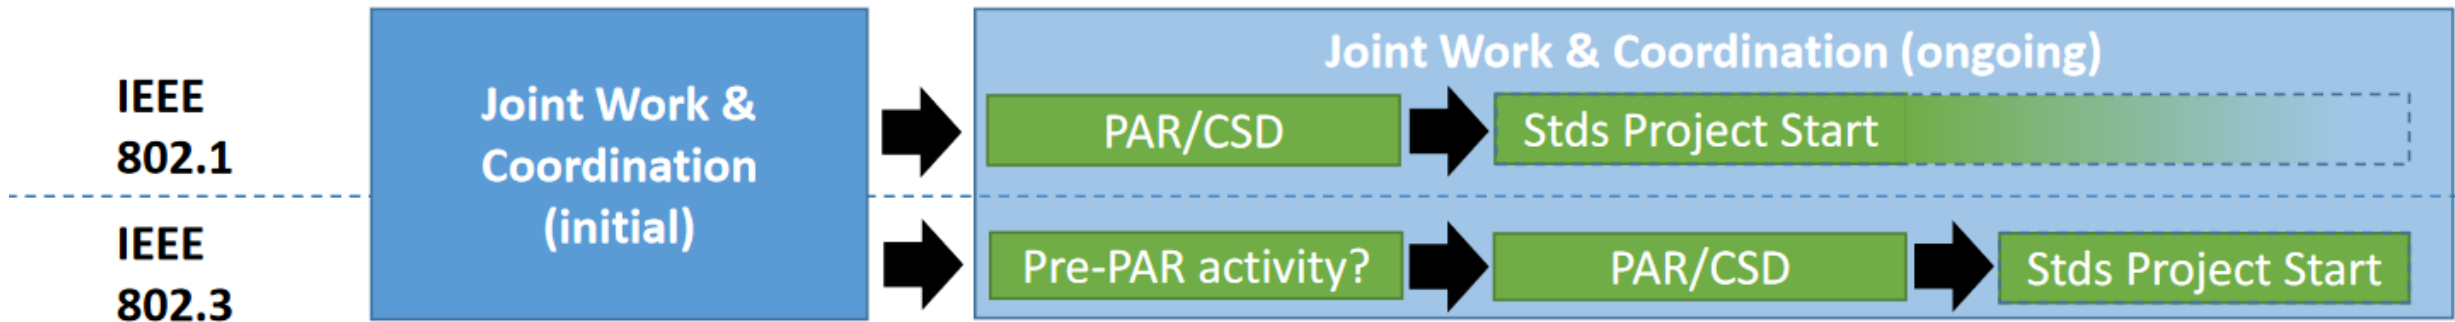 IEEE
802.1
Joint Work &
Coordination
(initial)
Joint Work & Coordination (ongoing)
PAR/CSD
Stds Project Start
IEEE
802.3
Pre-PAR activity?
PAR/CSD
Stds Project Start